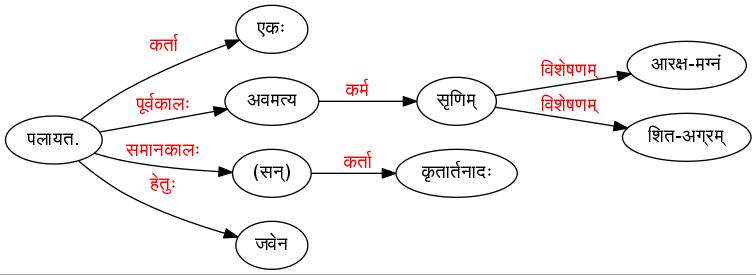 एकः
कर्ता
पूर्वकालः
अवमत्य
कर्म
सृणिम्
विशेषणम्
आरक्ष-मग्नं
विशेषणम्
शित-अग्रम्
पलायत.
समानकालः
(सन्)
कर्ता
कृतार्तनादः
हेतुः
जवेन